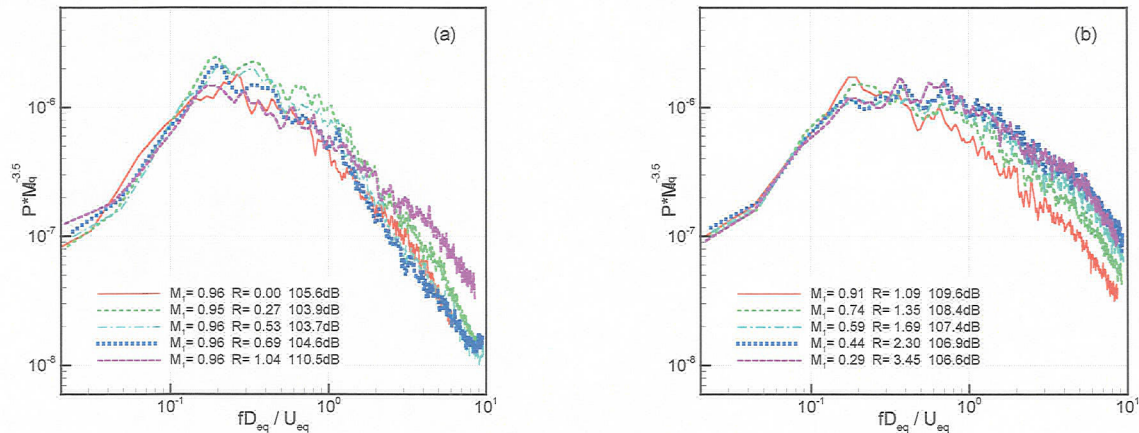 (a)
10^-6
10^-7
10^-8
P*M_q^-3.5
M_1= 0.96 R= 0.00 105.6dB
M_1= 0.95 R= 0.27 103.9dB
M_1= 0.96 R= 0.53 103.7dB
M_1= 0.96 R= 0.69 104.6dB
M_1= 0.96 R= 1.04 110.5dB
10^-1
10^0
10^1
fD_eq / U_eq
(b)
10^-6
10^-7
10^-8
P*M_q^-3.5
M_1= 0.91 R= 1.09 109.6dB
M_1= 0.74 R= 1.35 108.4dB
M_1= 0.59 R= 1.69 107.4dB
M_1= 0.44 R= 2.30 106.9dB
M_1= 0.29 R= 3.45 106.6dB
10^-1
10^0
10^1
fD_eq / U_eq